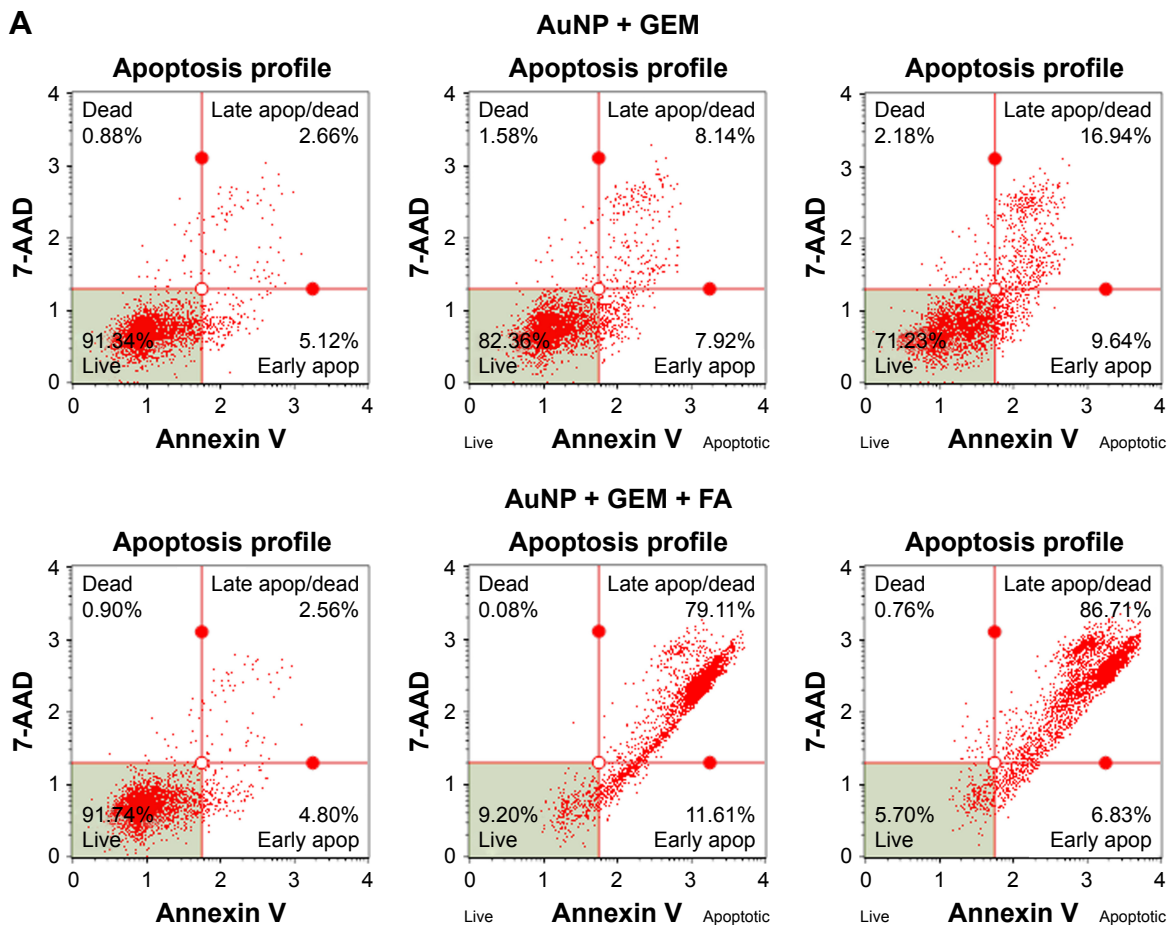 A
AuNP + GEM
Apoptosis profile
4
3
2
1
0
7-AAD
Dead
0.88%
Late apop/dead
2.66%
91.34%
Live
5.12%
Early apop
0 1 2 3 4
Annexin V
Apoptosis profile
4
3
2
1
0
7-AAD
Dead
1.58%
Late apop/dead
8.14%
82.36%
Live
7.92%
Early apop
0 1 2 3 4
Live Annexin V Apoptotic
Apoptosis profile
4
3
2
1
0
7-AAD
Dead
2.18%
Late apop/dead
16.94%
71.23%
Live
9.64%
Early apop
0 1 2 3 4
Live Annexin V Apoptotic
AuNP + GEM + FA
Apoptosis profile
4
3
2
1
0
7-AAD
Dead
0.90%
Late apop/dead
2.56%
91.74%
Live
4.80%
Early apop
0 1 2 3 4
Annexin V
Apoptosis profile
4
3
2
1
0
7-AAD
Dead
0.08%
Late apop/dead
79.11%
9.20%
Live
11.61%
Early apop
0 1 2 3 4
Live Annexin V Apoptotic
Apoptosis profile
4
3
2
1
0
7-AAD
Dead
0.76%
Late apop/dead
86.71%
5.70%
Live
6.83%
Early apop
0 1 2 3 4
Live Annexin V Apoptotic